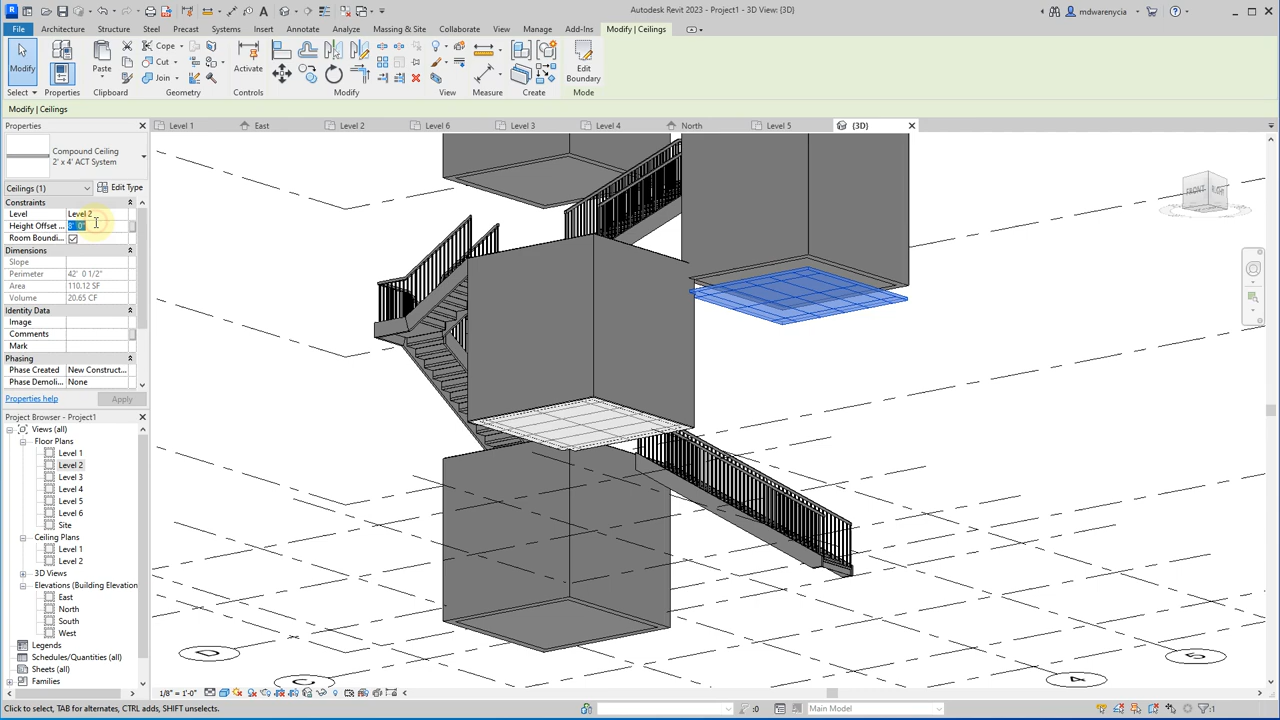 Autodesk Revit 2023 - Project1 - 3D View: {3D}
mdwarenycia
File Architecture Structure Steel Precast Systems Insert Annotate Analyze Massing & Site Collaborate View Manage Add-Ins Modify | Ceilings
Modify Properties Paste Cope Cut Join Activate Edit Boundary
Select Properties Clipboard Geometry Controls Modify View Measure Create Mode
Modify | Ceilings
Properties
Level 1 East Level 2 Level 6 Level 3 Level 4 North Level 5 {3D}
Compound Ceiling
2' x 4' ACT System
Ceilings (1) Edit Type
Constraints
Level Level 2
Height Offset ... 8' 0"
Room Boundi...
Dimensions
Slope
Perimeter 42' 0 1/2"
Area 110.12 SF
Volume 20.65 CF
Identity Data
Image
Comments
Mark
Phasing
Phase Created New Construct...
Phase Demoli... None
Properties help Apply
Project Browser - Project1
Views (all)
Floor Plans
Level 1
Level 2
Level 3
Level 4
Level 5
Level 6
Site
Ceiling Plans
Level 1
Level 2
3D Views
Elevations (Building Elevation
East
North
South
West
Legends
Schedules/Quantities (all)
Sheets (all)
Families
FRONT
D
C
4
5
1/8" = 1'-0"
Click to select, TAB for alternates, CTRL adds, SHIFT unselects.
:0
Main Model
:1